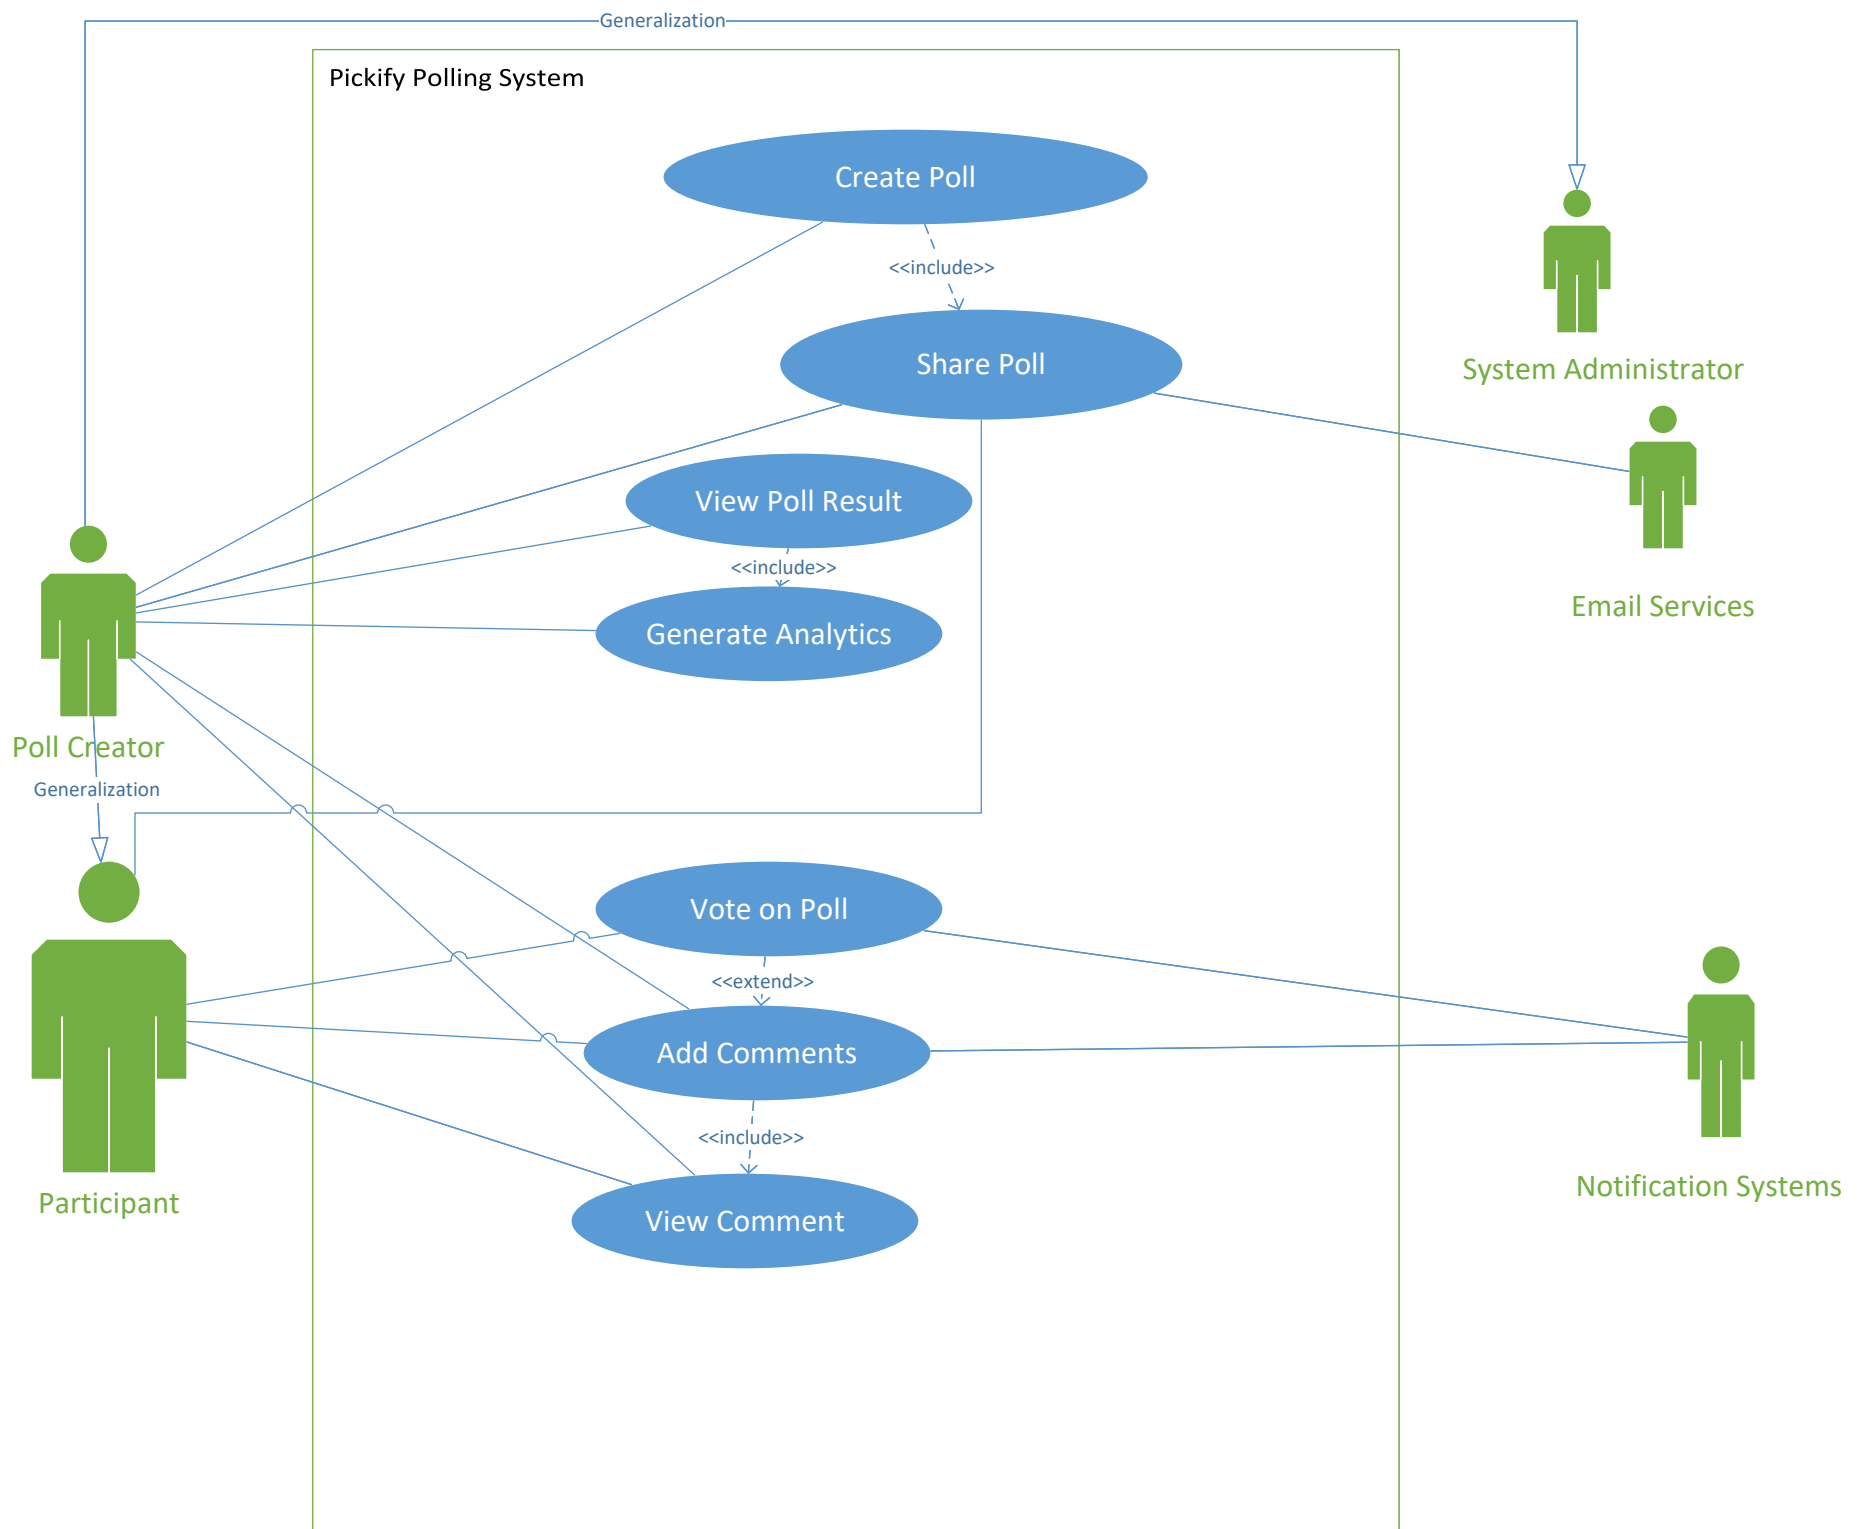 Generalization
Pickify Polling System
Create Poll
<<include>>
Share Poll
System Administrator
View Poll Result
<<include>>
Email Services
Generate Analytics
Poll Creator
Generalization
Vote on Poll
<<extend>>
Add Comments
<<include>>
Notification Systems
Participant
View Comment